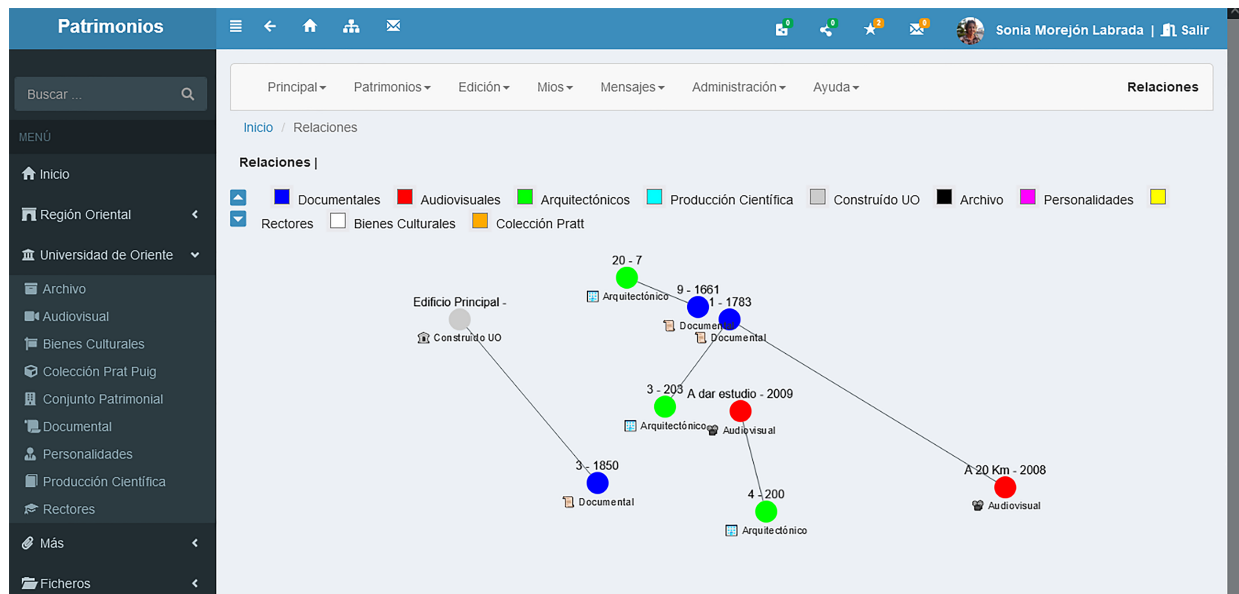 Patrimonios
0
0
2
0
Sonia Morejón Labrada | Salir
Buscar ...
MENÚ
Inicio
Región Oriental
Universidad de Oriente
Archivo
Audiovisual
Bienes Culturales
Colección Prat Puig
Conjunto Patrimonial
Documental
Personalidades
Producción Científica
Rectores
Más
Ficheros
Principal Patrimonios Edición Mios Mensajes Administración Ayuda Relaciones
Inicio / Relaciones
Relaciones |
Documentales Audiovisuales Arquitectónicos Producción Científica Construído UO Archivo Personalidades
Rectores Bienes Culturales Colección Pratt
20 - 7
Arquitectónico
9 - 1661
Documental
1 - 1783
Documental
Edificio Principal -
Construído UO
3 - 203
Arquitectónico
A dar estudio - 2009
Audiovisual
3 - 1850
Documental
A 20 Km - 2008
Audiovisual
4 - 200
Arquitectónico